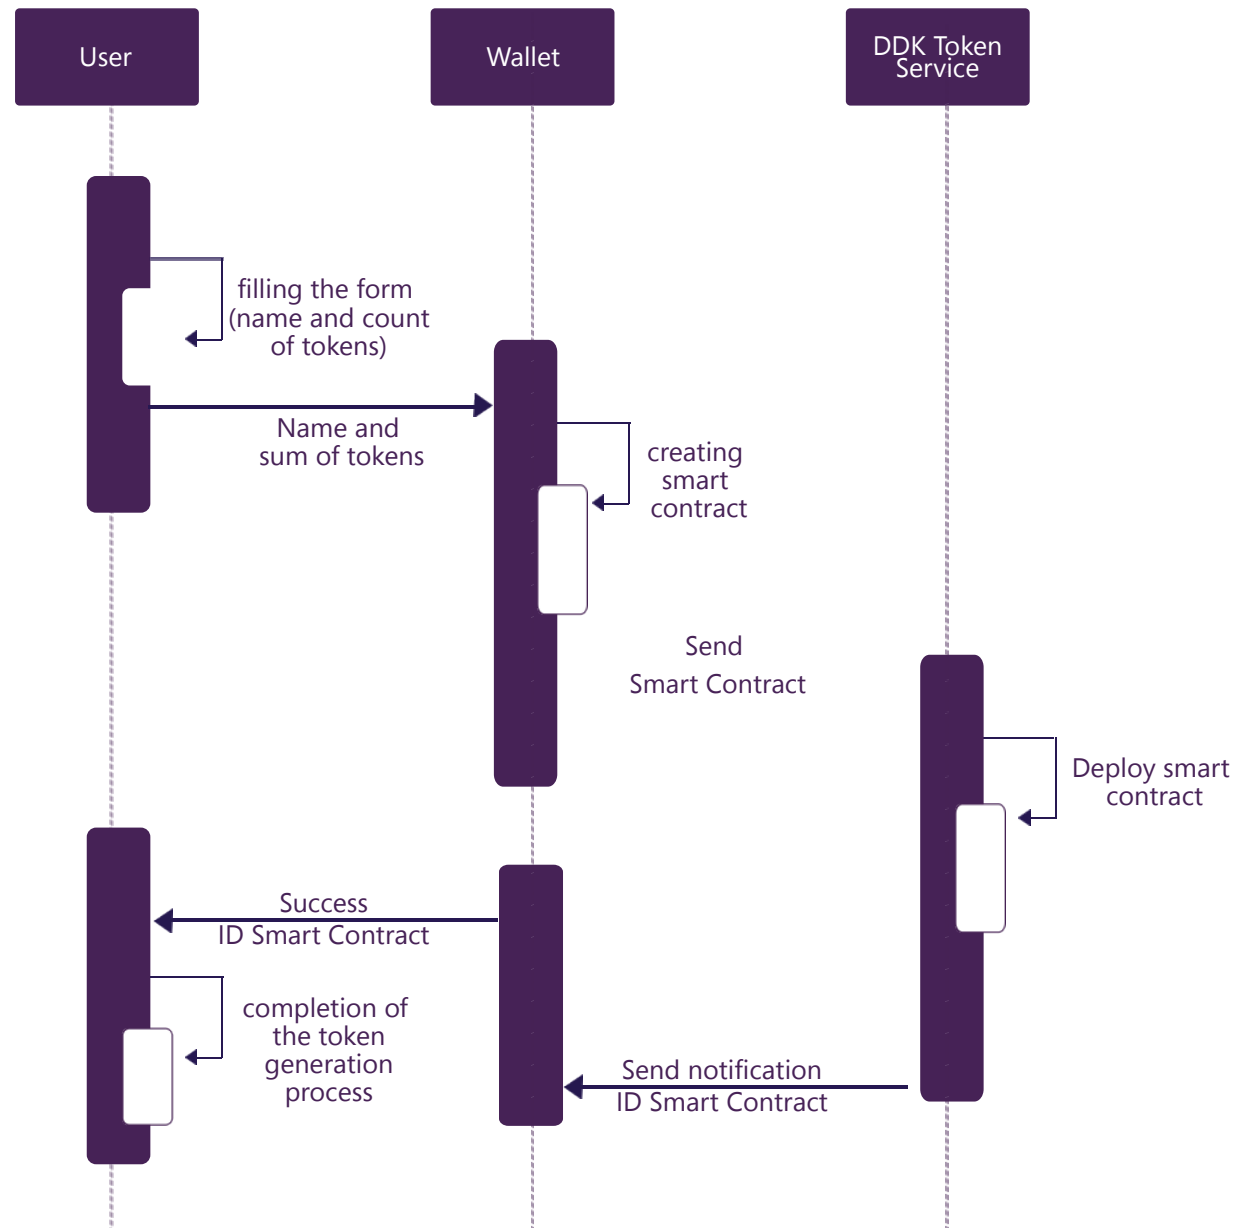 User
Wallet
DDK Token
Service
filling the form
(name and count
of tokens)
Name and
sum of tokens
creating
smart
contract
Send
Smart Contract
Deploy smart
contract
Success
ID Smart Contract
completion of
the token
generation
process
Send notification
ID Smart Contract